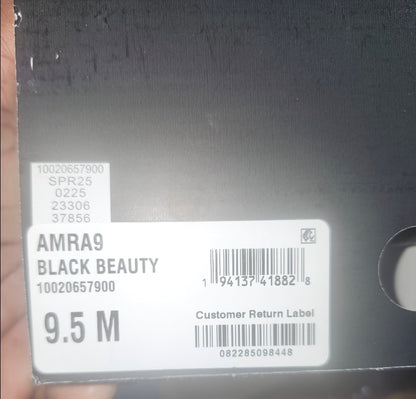 10020657900
SPR25
0225
23306
37856
AMRA9
BLACK BEAUTY
10020657900
9.5 M
1 94137 41882 8
Customer Return Label
082285098448